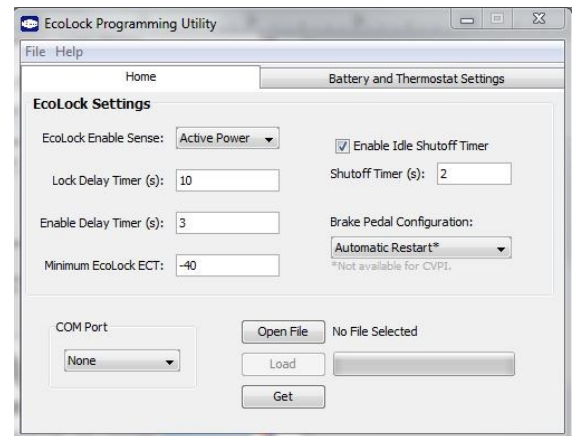 EcoLock Programming Utility
File Help
Home
Battery and Thermostat Settings
EcoLock Settings
EcoLock Enable Sense: Active Power
Enable Idle Shutoff Timer
Lock Delay Timer (s): 10
Shutoff Timer (s): 2
Enable Delay Timer (s): 3
Brake Pedal Configuration:
Automatic Restart*
Minimum EcoLock ECT: -40
*Not available for CVPI.
COM Port
None
Open File No File Selected
Load
Get